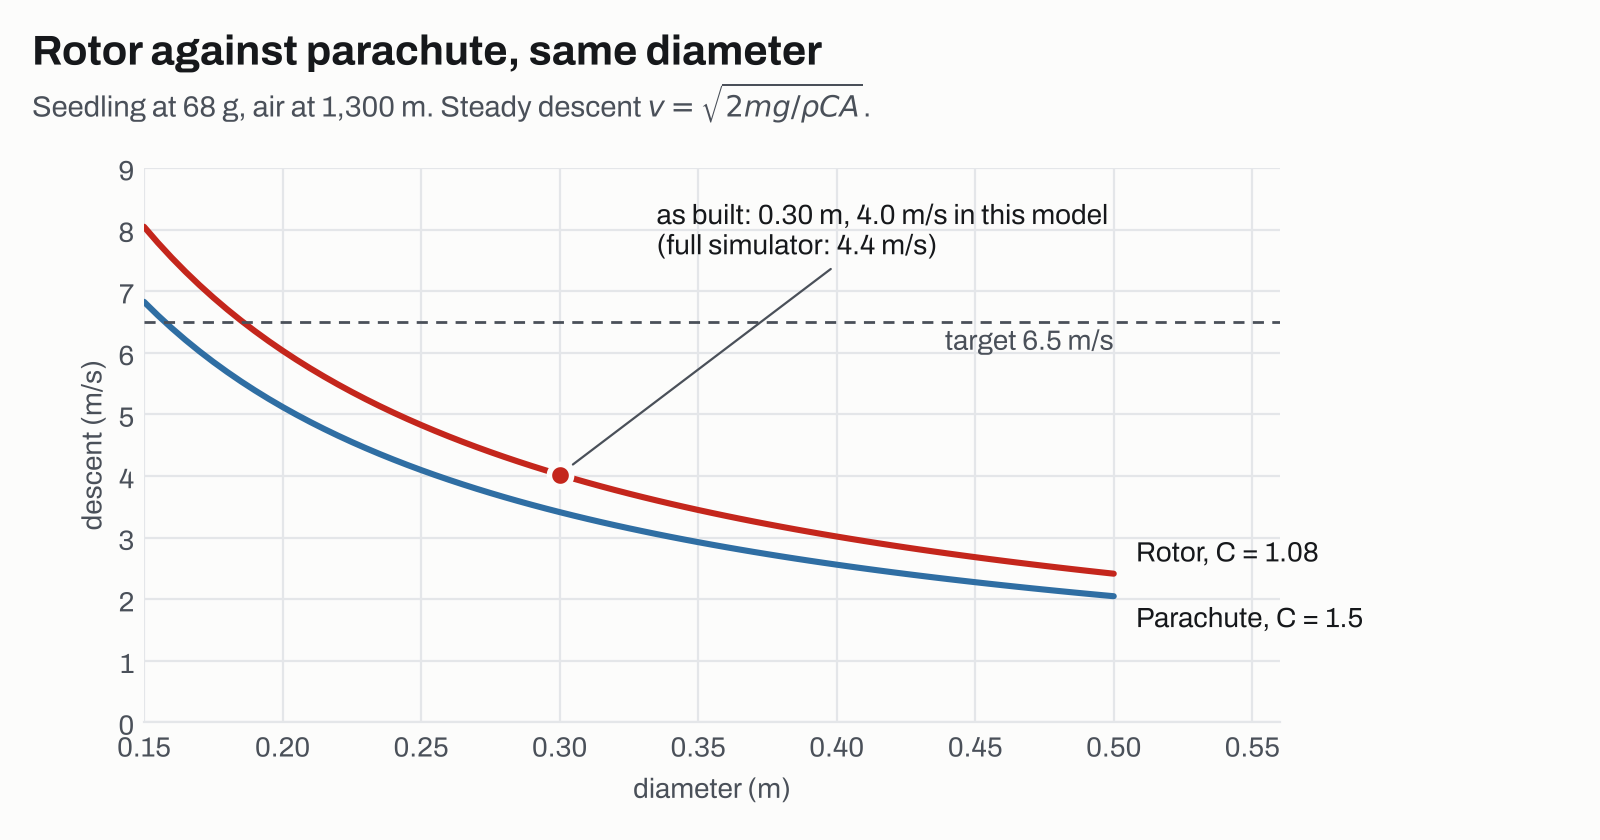 Rotor against parachute, same diameter
Seedling at 68 g, air at 1,300 m. Steady descent v = √2mg/ρCA.
9
8
7
6
5
4
3
2
1
0
descent (m/s)
as built: 0.30 m, 4.0 m/s in this model
(full simulator: 4.4 m/s)
target 6.5 m/s
Rotor, C = 1.08
Parachute, C = 1.5
0.15 0.20 0.25 0.30 0.35 0.40 0.45 0.50 0.55
diameter (m)